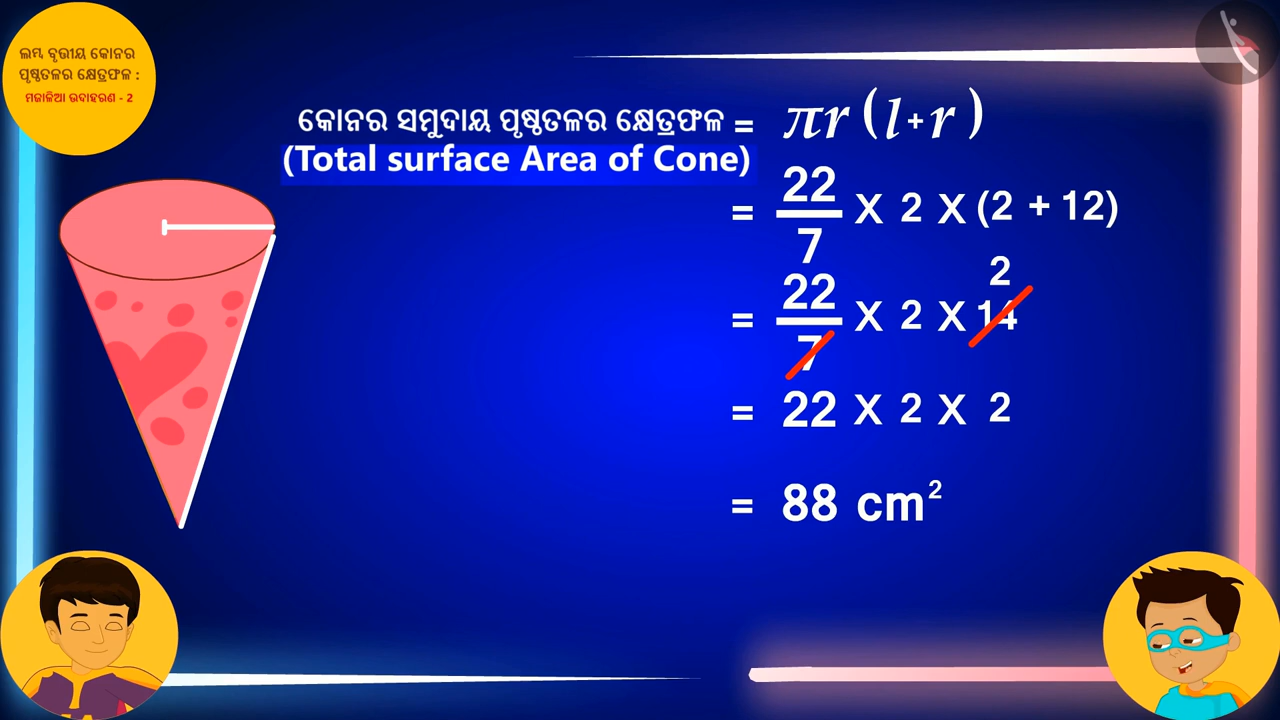 ଲମ୍ବ ବୃତ୍ତୀୟ କୋନର
ପୃଷ୍ଠତଳର କ୍ଷେତ୍ରଫଳ :
ମଜାଳିଆ ଉଦାହରଣ - 2
କୋନର ସମୁଦାୟ ପୃଷ୍ଠତଳର କ୍ଷେତ୍ରଫଳ = πr (l+r)
(Total surface Area of Cone)
= 22/7 X 2 X (2 + 12)
2
= 22/7 X 2 X 14
= 22 X 2 X 2
= 88 cm²